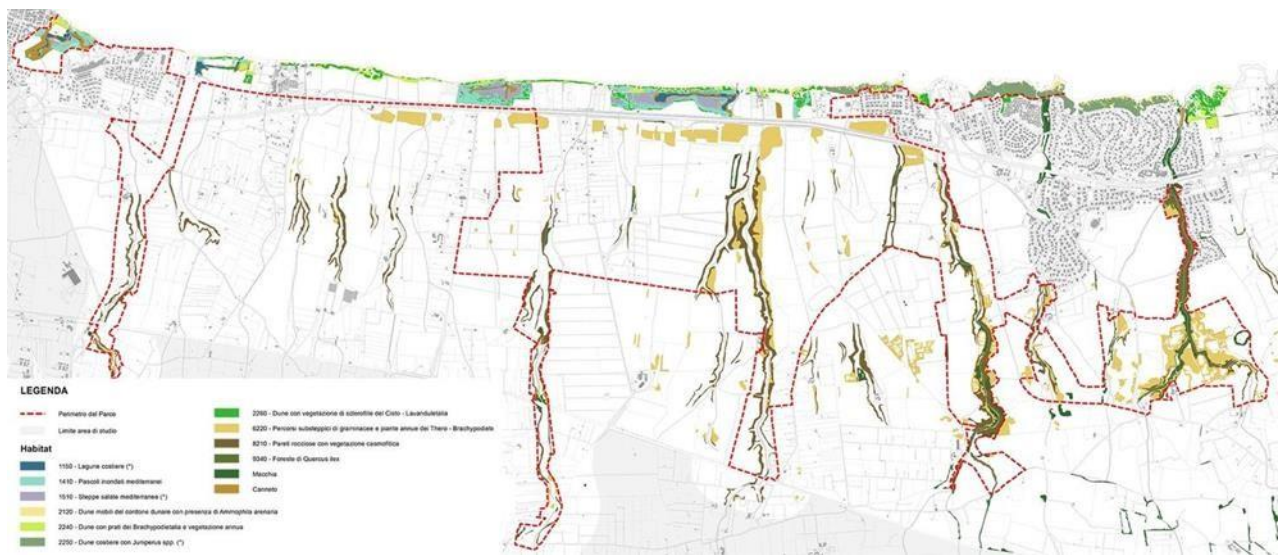 LEGENDA
Perimetro del Parco
Limite area di studio
Habitat
1150 - Lagune costiere (*)
1410 - Pascoli inondati mediterranei
1510 - Steppe salate mediterranee (*)
2120 - Dune mobili del cordone dunare con presenza di Ammophila arenaria
2240 - Dune con prati dei Brachypodietalia e vegetazione annua
2250 - Dune costiere con Juniperus spp. (*)
2260 - Dune con vegetazione di sclerofille dei Cisto - Lavanduletalia
6220 - Percorsi substeppici di graminacee e piante annue dei Thero - Brachypodietea
8210 - Pareti rocciose con vegetazione casmofitica
9340 - Foreste di Quercus ilex
Macchia
Canneto